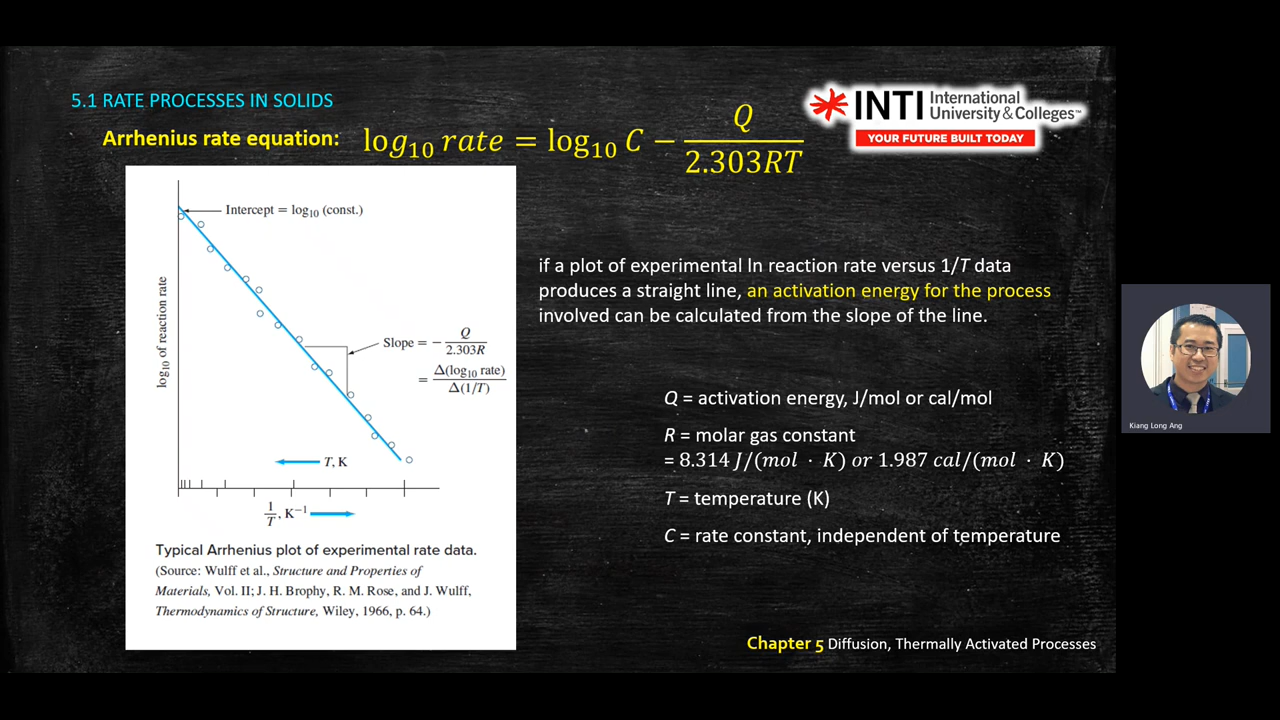 5.1 RATE PROCESSES IN SOLIDS
Arrhenius rate equation: log₁₀ rate = log₁₀ C − Q/2.303RT
INTI International
University & Colleges™
YOUR FUTURE BUILT TODAY
Intercept = log₁₀ (const.)
log₁₀ of reaction rate
Slope = − Q/2.303R
= Δ(log₁₀ rate)/Δ(1/T)
T, K
1/T, K⁻¹
Typical Arrhenius plot of experimental rate data.
(Source: Wulff et al., Structure and Properties of
Materials, Vol. II; J. H. Brophy, R. M. Rose, and J. Wulff,
Thermodynamics of Structure, Wiley, 1966, p. 64.)
if a plot of experimental ln reaction rate versus 1/T data
produces a straight line, an activation energy for the process
involved can be calculated from the slope of the line.
Q = activation energy, J/mol or cal/mol
R = molar gas constant
= 8.314 J/(mol · K) or 1.987 cal/(mol · K)
T = temperature (K)
C = rate constant, independent of temperature
Kiang Long Ang
Chapter 5 Diffusion, Thermally Activated Processes